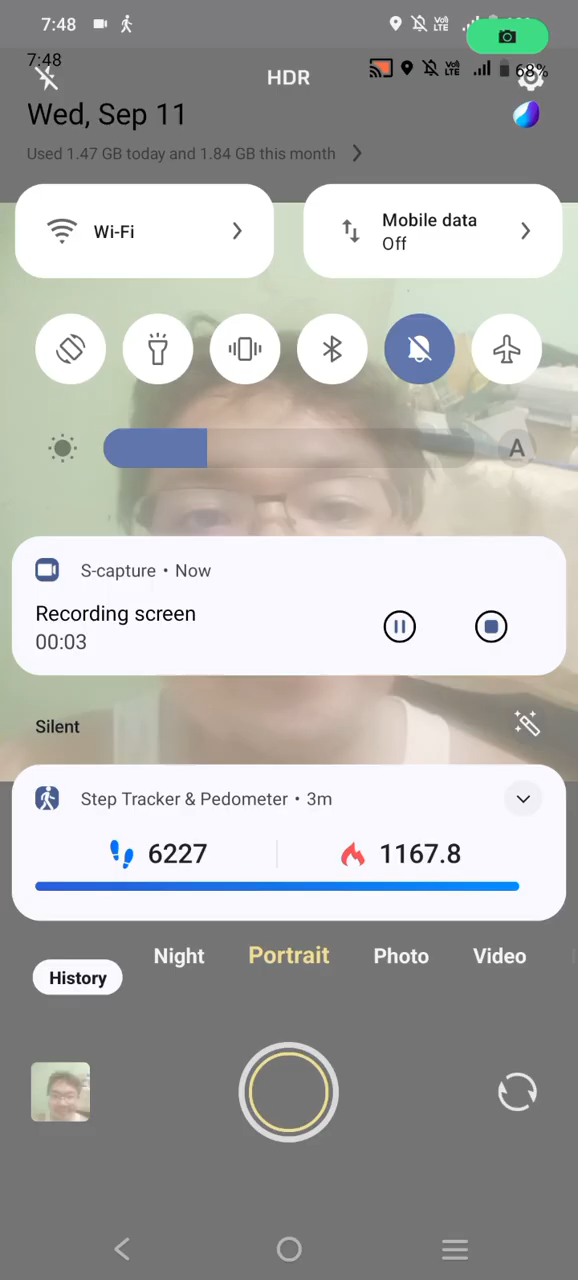 7:48
VoLTE
7:48
HDR
VoLTE
68%
Wed, Sep 11
Used 1.47 GB today and 1.84 GB this month
Wi-Fi
Mobile data
Off
A
S-capture • Now
Recording screen
00:03
Silent
Step Tracker & Pedometer • 3m
6227
1167.8
Night
Portrait
Photo
Video
History